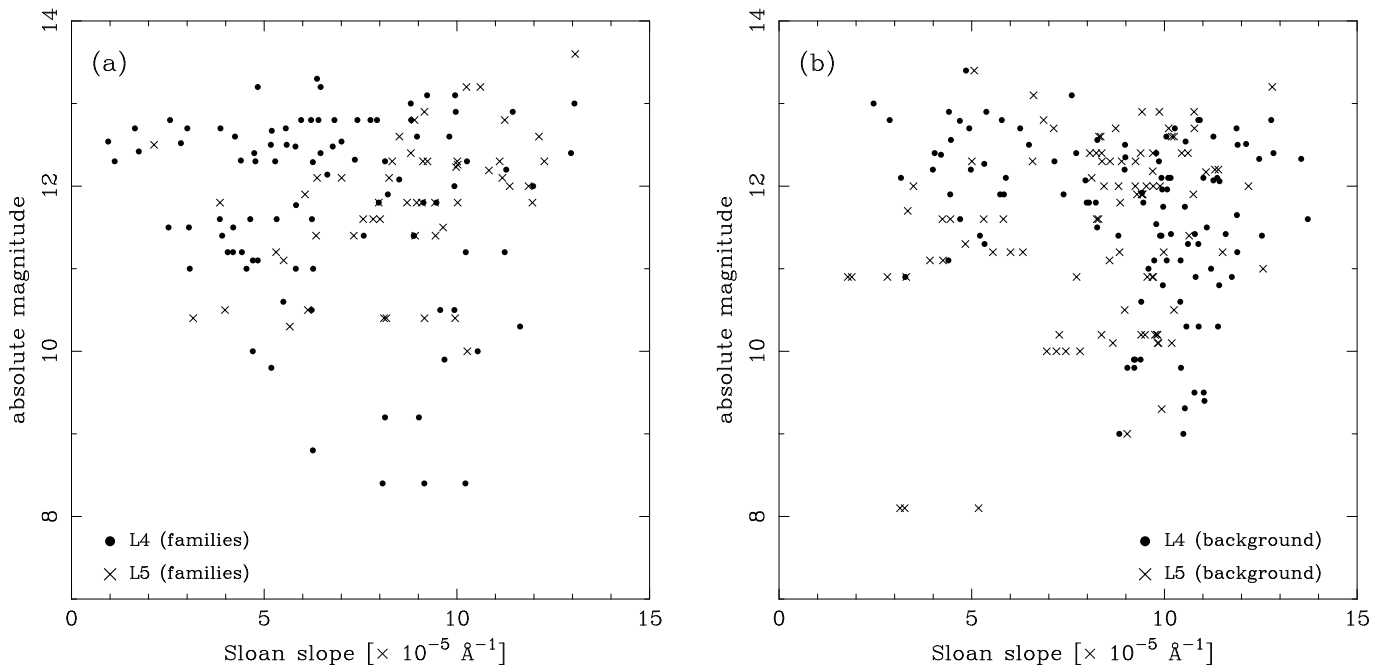 (a)
14
12
10
8
absolute magnitude
L4 (families)
L5 (families)
0 5 10 15
Sloan slope [× 10⁻⁵ Å⁻¹]
(b)
14
12
10
8
absolute magnitude
L4 (background)
L5 (background)
0 5 10 15
Sloan slope [× 10⁻⁵ Å⁻¹]